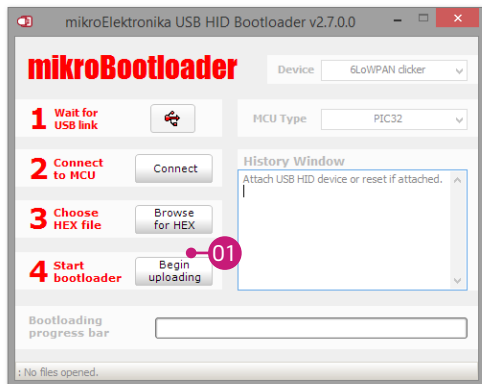 mikroElektronika USB HID Bootloader v2.7.0.0
mikroBootloader
Device
6LoWPAN clicker
1 Wait for
USB link
MCU Type
PIC32
2 Connect
to MCU
Connect
History Window
Attach USB HID device or reset if attached.
3 Choose
HEX file
Browse
for HEX
01
4 Start
bootloader
Begin
uploading
Bootloading
progress bar
: No files opened.